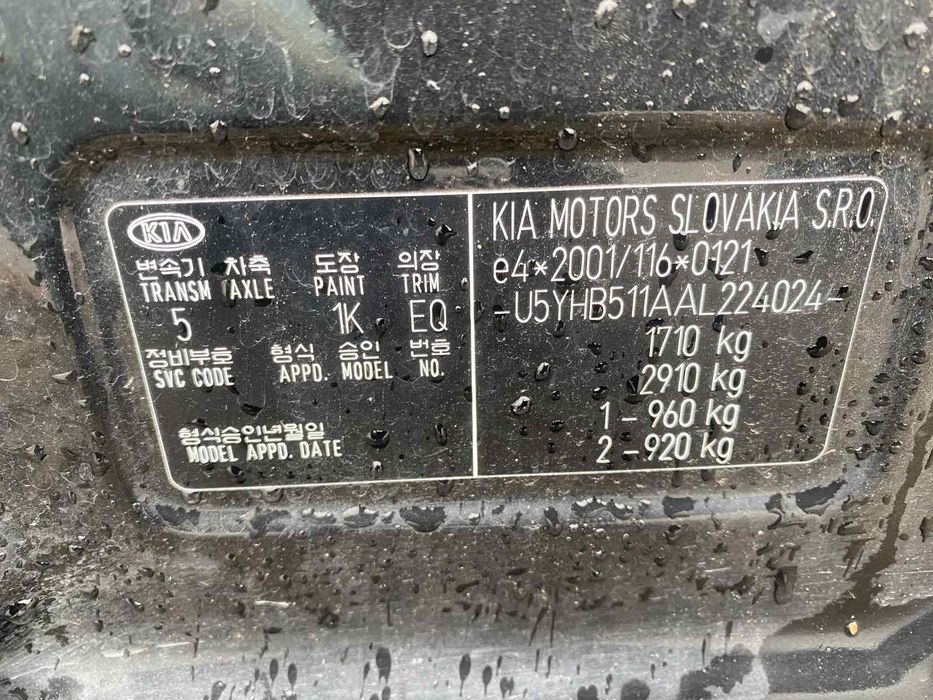 KIA
변속기 차축 도장 의장
TRANSM /AXLE PAINT TRIM
5 1K EQ
정비부호 형식 승인 번호
SVC CODE APPD. MODEL NO.
형식승인년월일
MODEL APPD. DATE
KIA MOTORS SLOVAKIA S.R.O.
e4*2001/116*0121
-U5YHB511AAL224024-
1710 kg
2910 kg
1-960 kg
2-920 kg